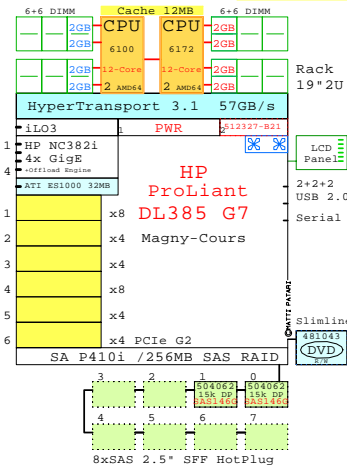 6+6 DIMM Cache 12MB 6+6 DIMM
2GB CPU CPU 2GB
2GB 6100 6172 2GB
2GB 12-Core 12-Core 2GB
2GB 2 AMD64 2 AMD64 2GB
Rack
19"2U
HyperTransport 3.1 57GB/s
iLO3 1 PWR 2 512327-B21
1 HP NC382i
4x GigE
4 +Offload Engine
ATI ES1000 32MB
LCD
Panel
HP
ProLiant
DL385 G7
Magny-Cours
2+2+2
USB 2.0
Serial
1 x8
2 x4
3 x4
4 x8
5 x4
6 x4 PCIe G2
©MATTI PATARI
Slimline
481043
DVD
R/W
SA P410i /256MB SAS RAID
3 2 1 0
504062 504062
15k DP 15k DP
SAS146G SAS146G
4 5 6 7
8xSAS 2.5" SFF HotPlug